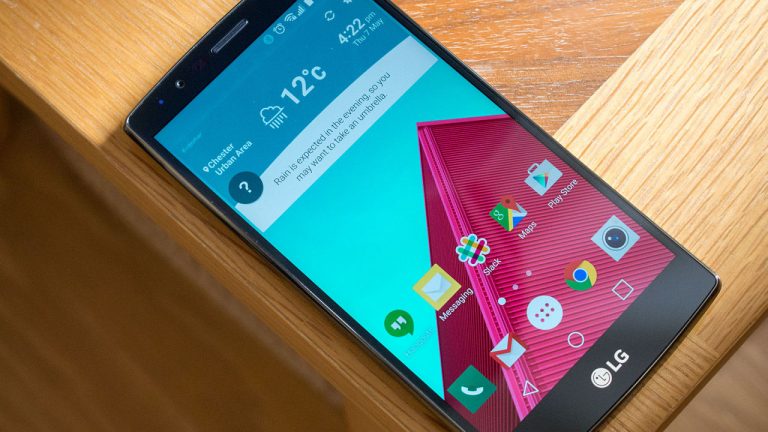 4:22 pm
Thu 7 May
12°c
Chester
Urban Area
Rain is expected in the evening, so you
may want to take an umbrella.
?
Play Store
Maps
Slack
Messaging
LG